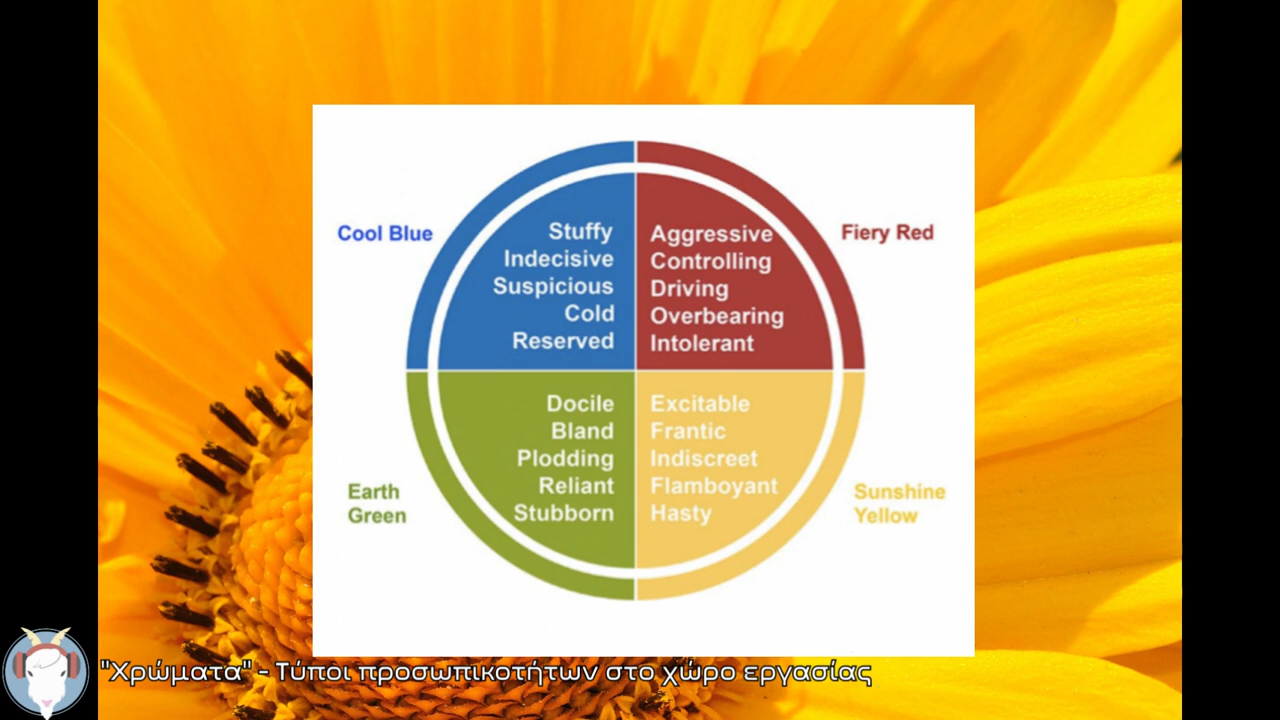 Cool Blue
Stuffy
Indecisive
Suspicious
Cold
Reserved
Aggressive
Controlling
Driving
Overbearing
Intolerant
Fiery Red
Earth
Green
Docile
Bland
Plodding
Reliant
Stubborn
Excitable
Frantic
Indiscreet
Flamboyant
Hasty
Sunshine
Yellow
"Χρώματα" - Τύποι προσωπικοτήτων στο χώρο εργασίας